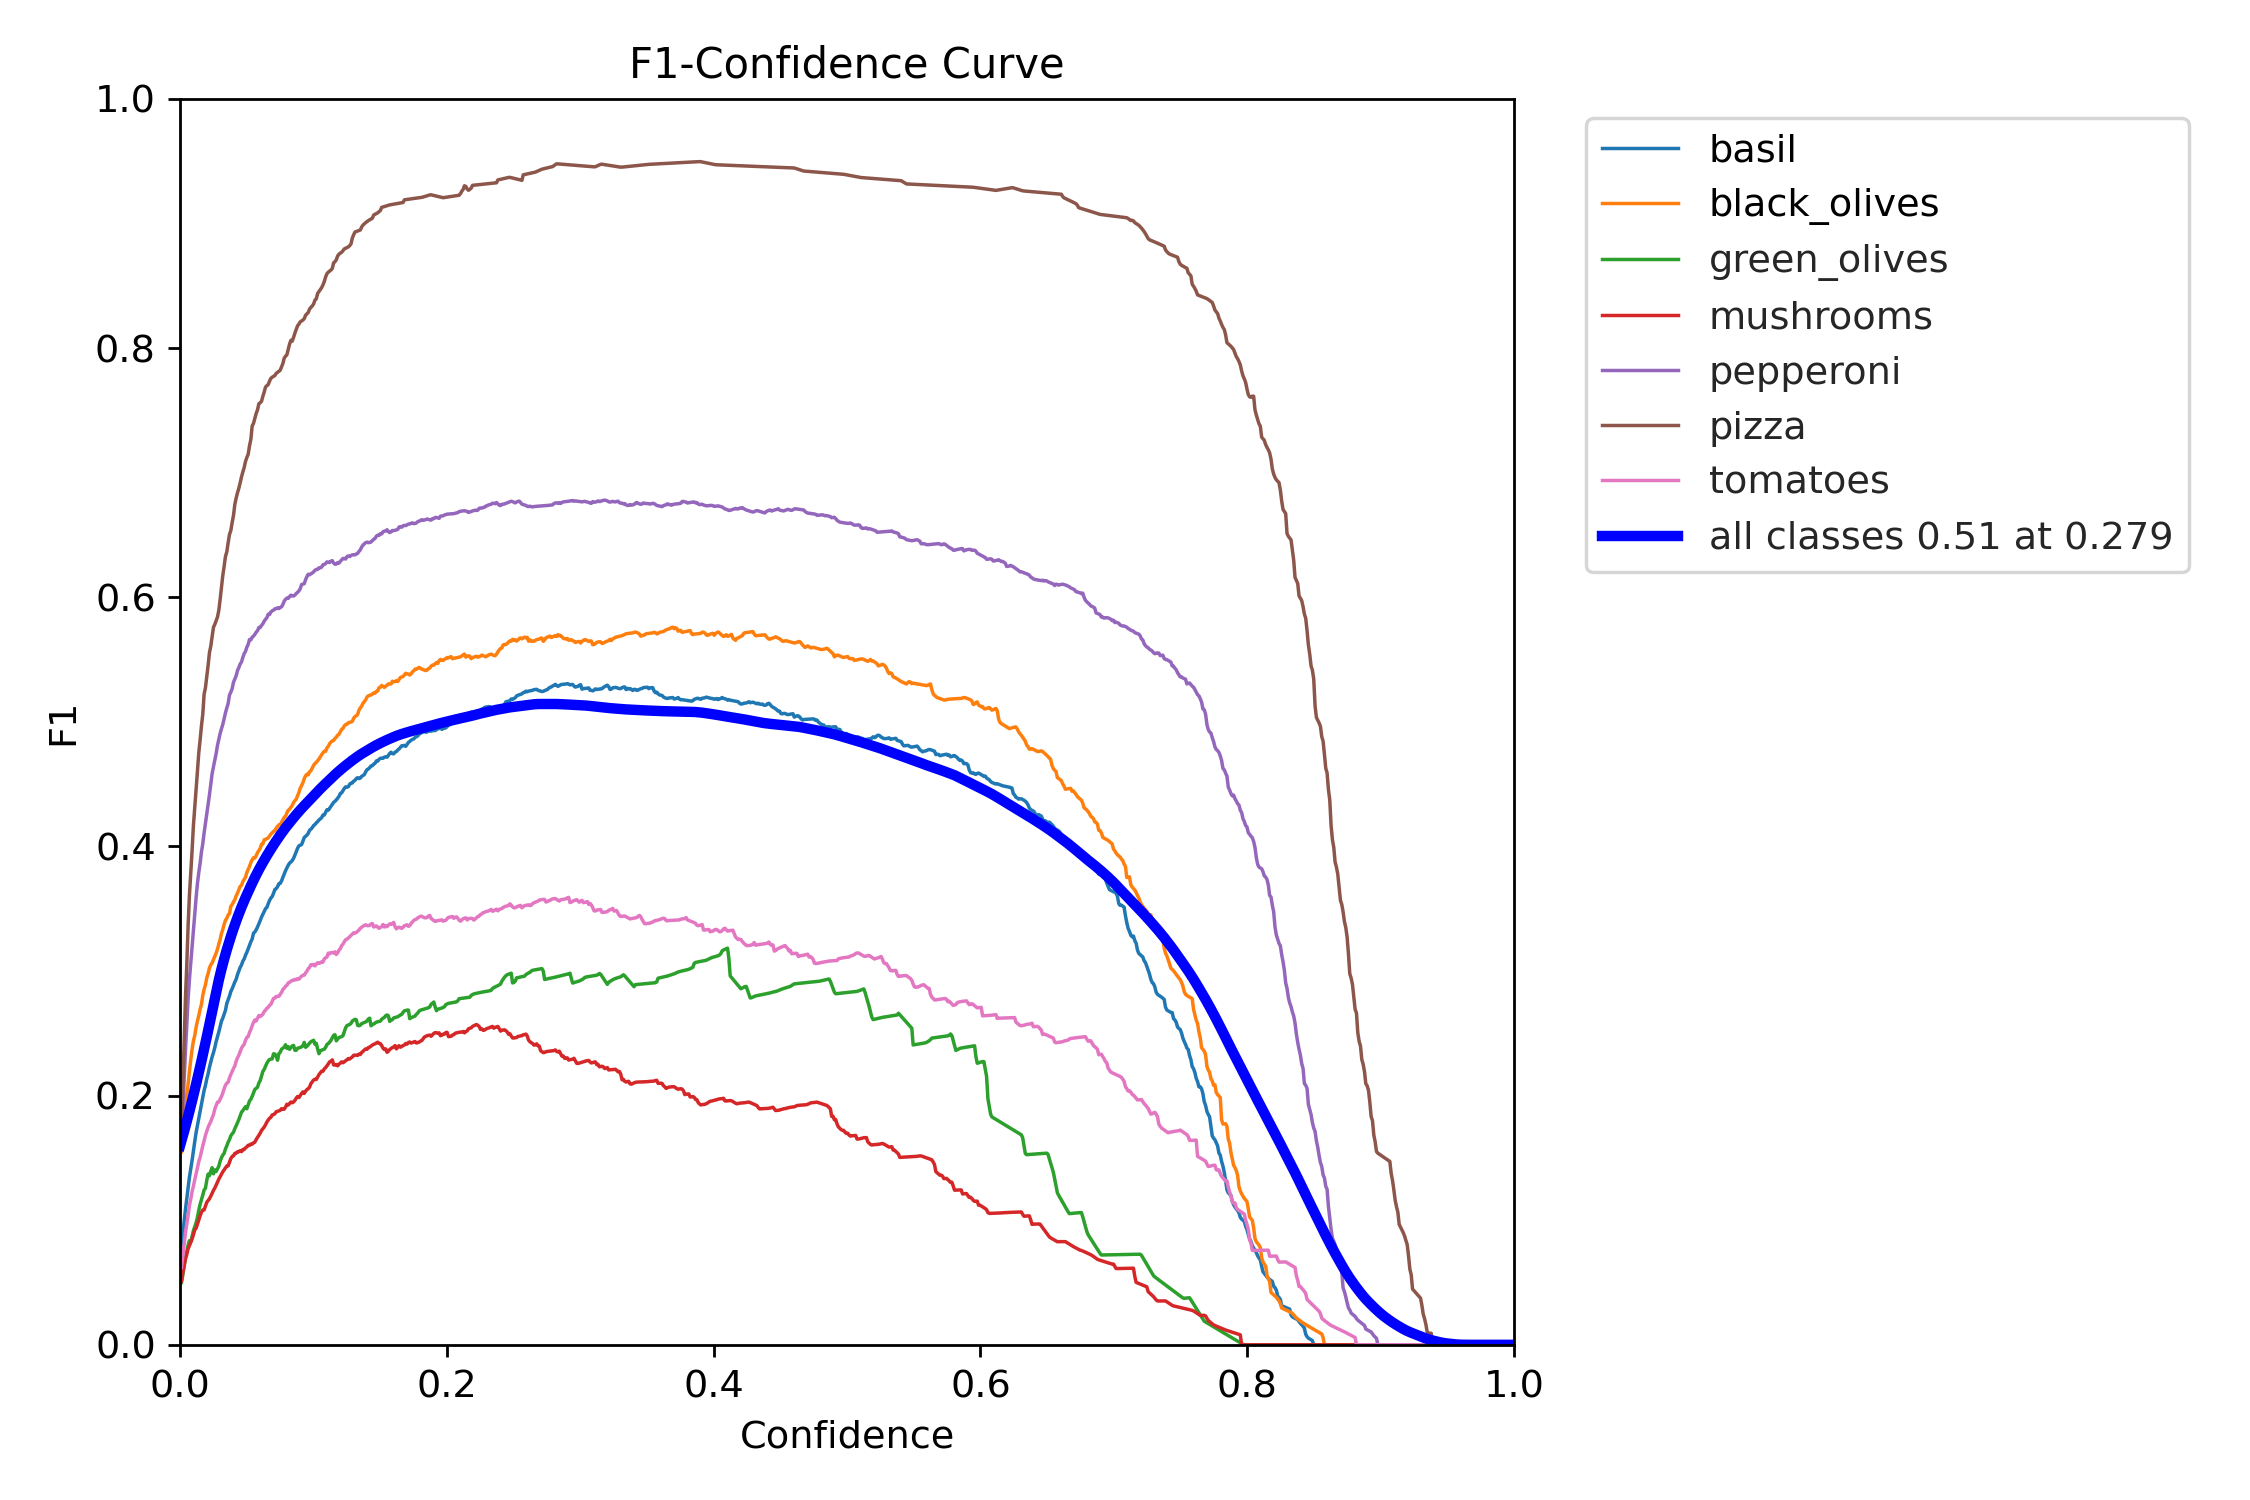 F1-Confidence Curve
1.0
0.8
0.6
0.4
0.2
0.0
F1
0.0 0.2 0.4 0.6 0.8 1.0
Confidence
basil
black_olives
green_olives
mushrooms
pepperoni
pizza
tomatoes
all classes 0.51 at 0.279